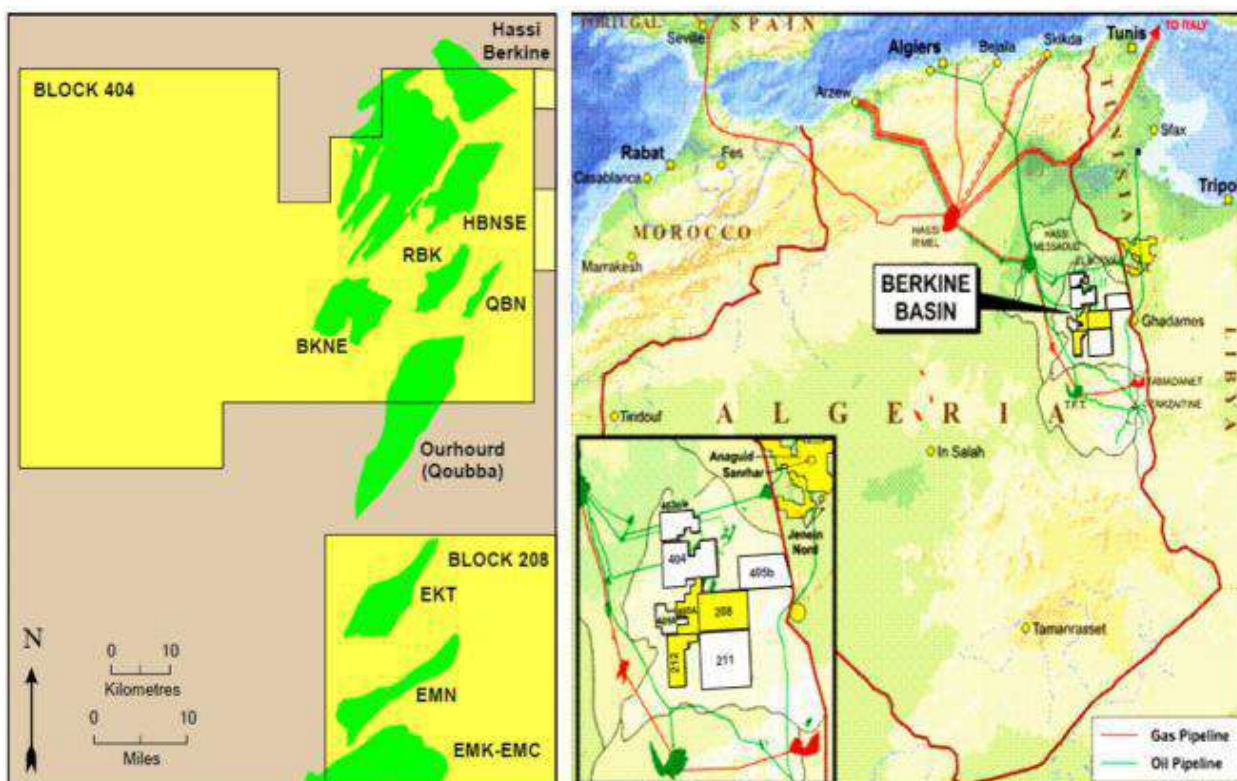 Hassi
Berkine
BLOCK 404
HBNSE
RBK
QBN
BKNE
Ourhourd
(Qoubba)
BLOCK 208
EKT
EMN
EMK-EMC
N
0 10
Kilometres
0 10
Miles
PORTUGAL
SPAIN
Seville
Algiers
Bejaia
Skikda
Tunis
TO ITALY
Arzew
TUNISIA
Sfax
Rabat
Fes
Casablanca
Tripo
MOROCCO
HASSI
R'MEL
HASSI
MESSAOUD
Marrakesh
BERKINE
BASIN
Ghadames
LIBYA
Tindouf
ALGERIA
T.F.T.
In Salah
Tamanrasset
Anaguid
Sanrhar
Jenein
Nord
404
405b
208
212
211
Gas Pipeline
Oil Pipeline